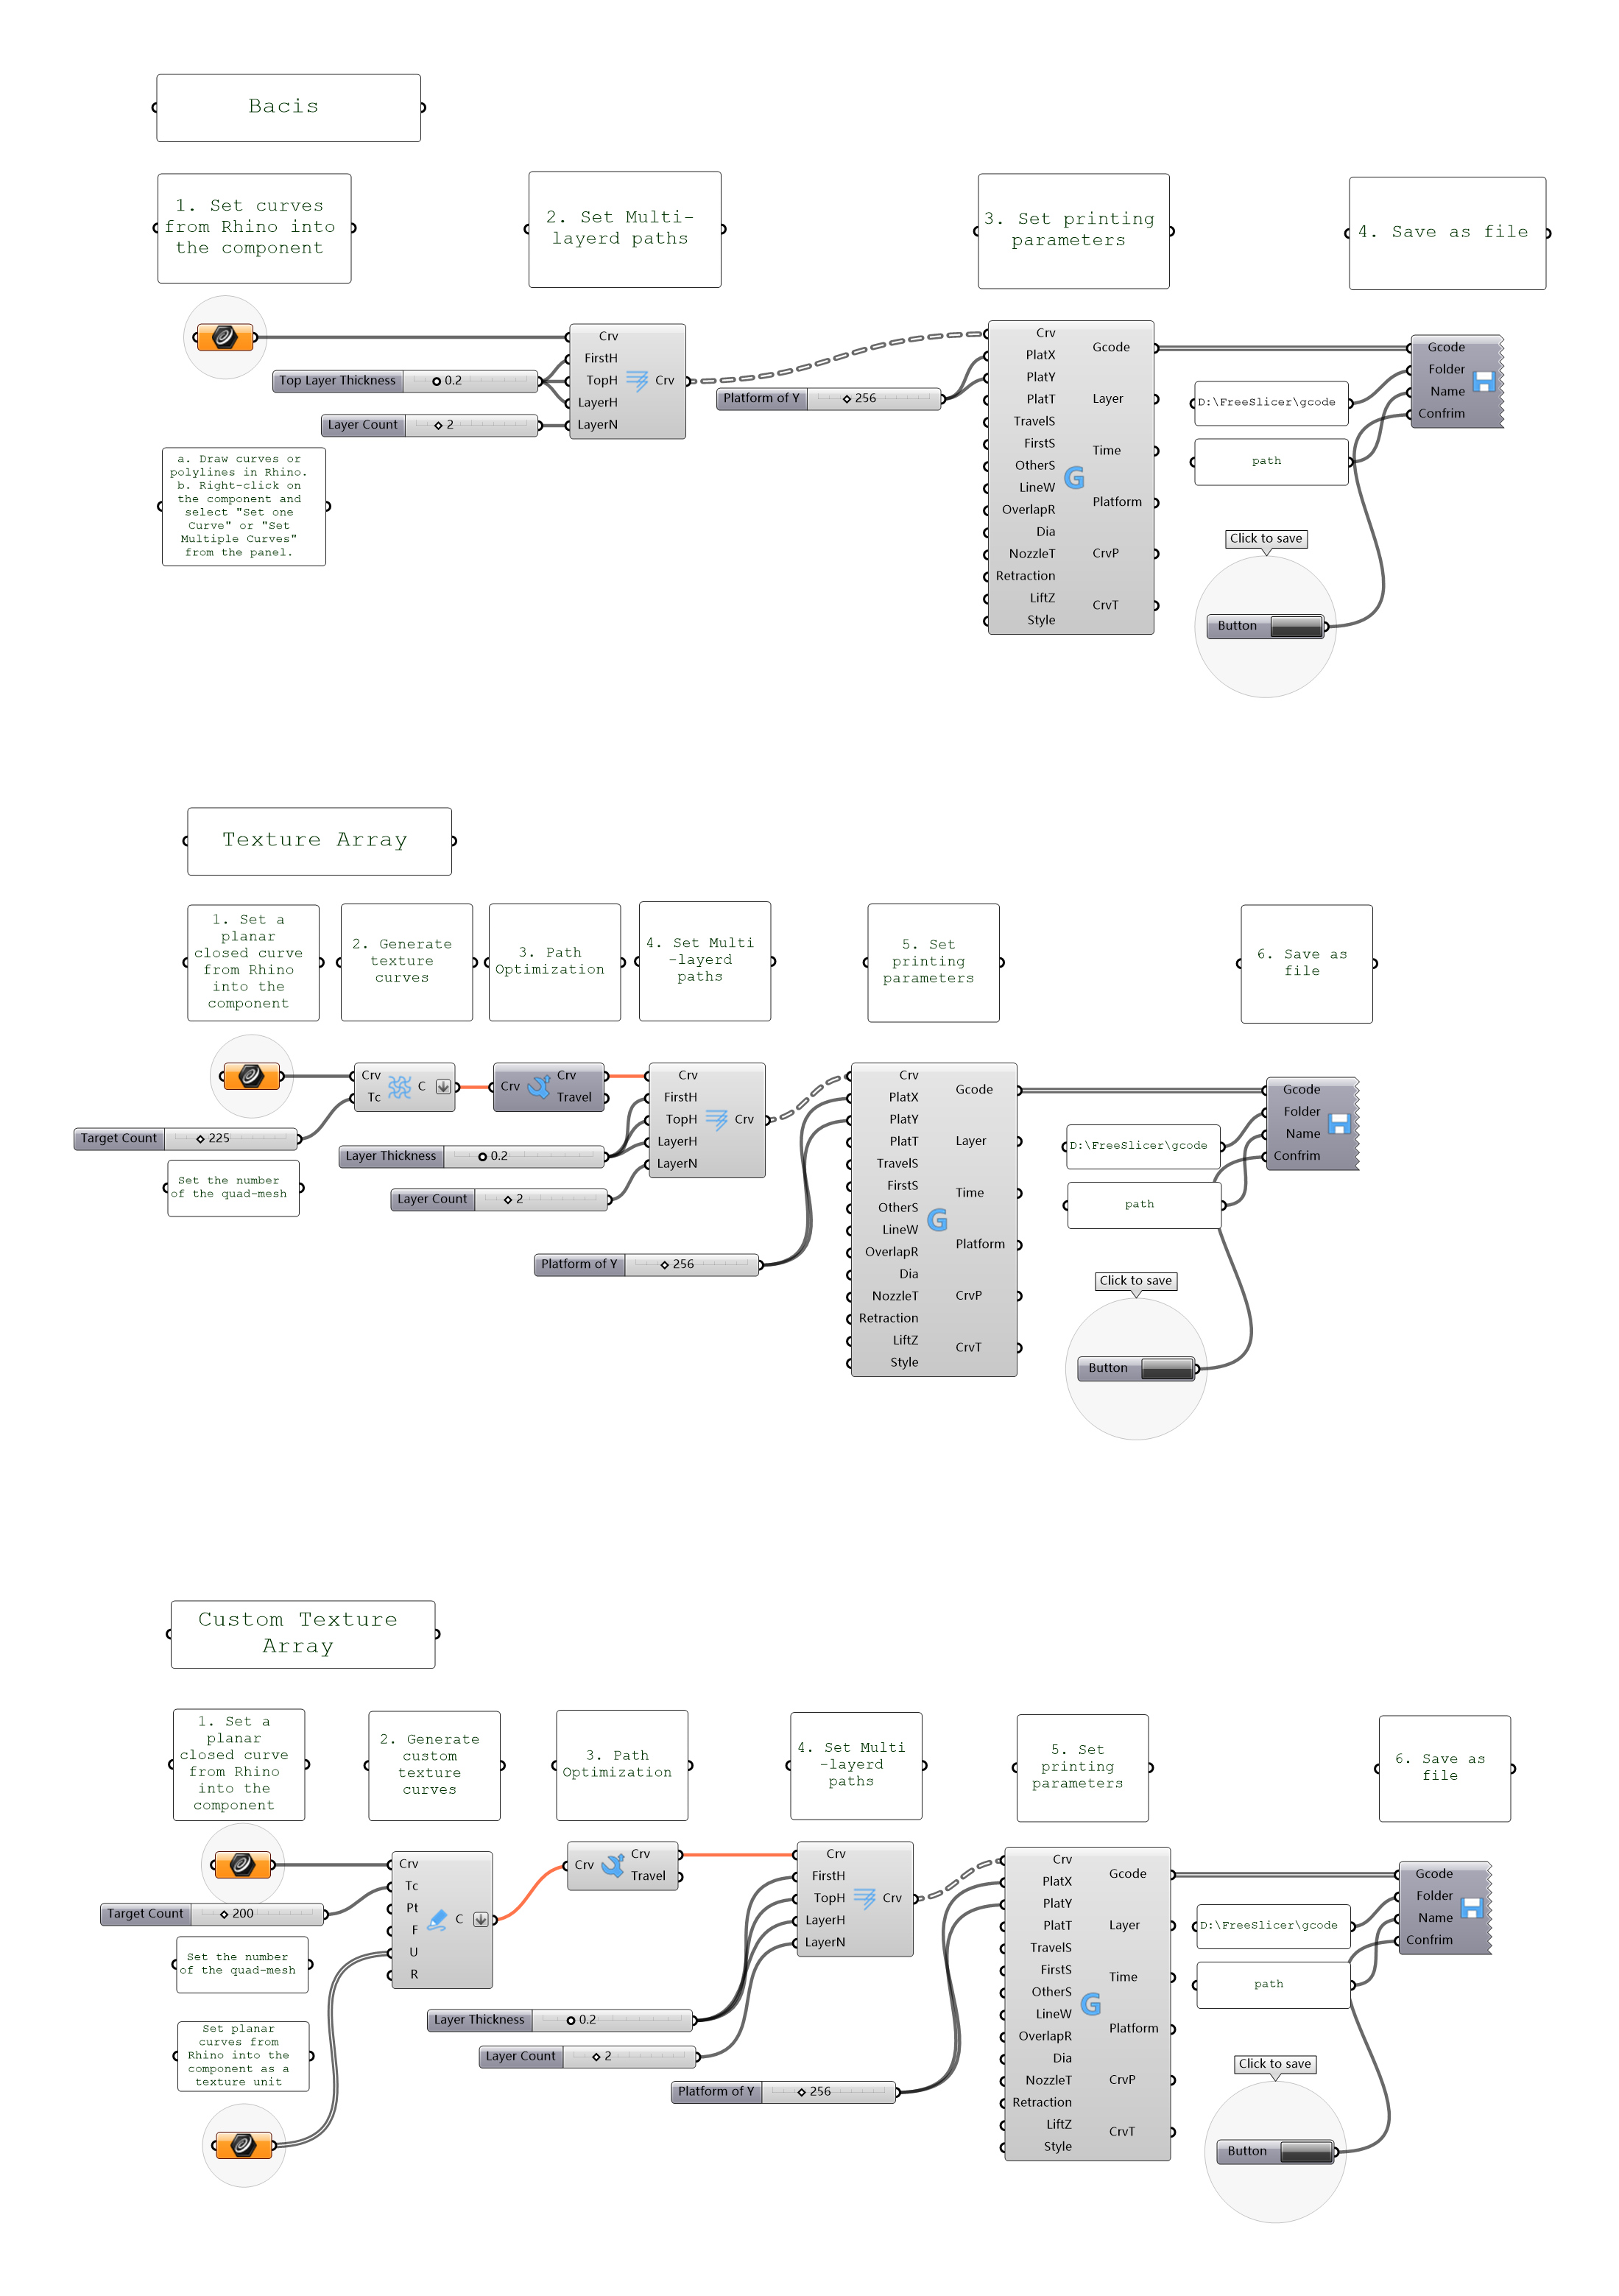 Bacis
1. Set curves
from Rhino into
the component
2. Set Multi-
layerd paths
3. Set printing
parameters
4. Save as file
Crv
FirstH
TopH
LayerH
LayerN
Crv
Top Layer Thickness
0.2
Layer Count
2
a. Draw curves or
polylines in Rhino.
b. Right-click on
the component and
select "Set one
Curve" or "Set
Multiple Curves"
from the panel.
Platform of Y
256
Crv
PlatX
PlatY
PlatT
TravelS
FirstS
OtherS
LineW
OverlapR
Dia
NozzleT
Retraction
LiftZ
Style
G
Gcode
Layer
Time
Platform
CrvP
CrvT
D:\FreeSlicer\gcode
path
Gcode
Folder
Name
Confrim
Click to save
Button
Texture Array
1. Set a
planar
closed curve
from Rhino
into the
component
2. Generate
texture
curves
3. Path
Optimization
4. Set Multi
-layerd
paths
5. Set
printing
parameters
6. Save as
file
Crv
Tc
C
Crv
Crv
Travel
Target Count
225
Set the number
of the quad-mesh
Crv
FirstH
TopH
LayerH
LayerN
Crv
Layer Thickness
0.2
Layer Count
2
Platform of Y
256
Crv
PlatX
PlatY
PlatT
TravelS
FirstS
OtherS
LineW
OverlapR
Dia
NozzleT
Retraction
LiftZ
Style
G
Gcode
Layer
Time
Platform
CrvP
CrvT
D:\FreeSlicer\gcode
path
Gcode
Folder
Name
Confrim
Click to save
Button
Custom Texture
Array
1. Set a
planar
closed curve
from Rhino
into the
component
2. Generate
custom
texture
curves
3. Path
Optimization
4. Set Multi
-layerd
paths
5. Set
printing
parameters
6. Save as
file
Crv
Tc
Pt
F
U
R
C
Target Count
200
Set the number
of the quad-mesh
Set planar
curves from
Rhino into the
component as a
texture unit
Crv
Crv
Travel
Crv
FirstH
TopH
LayerH
LayerN
Crv
Layer Thickness
0.2
Layer Count
2
Platform of Y
256
Crv
PlatX
PlatY
PlatT
TravelS
FirstS
OtherS
LineW
OverlapR
Dia
NozzleT
Retraction
LiftZ
Style
G
Gcode
Layer
Time
Platform
CrvP
CrvT
D:\FreeSlicer\gcode
path
Gcode
Folder
Name
Confrim
Click to save
Button